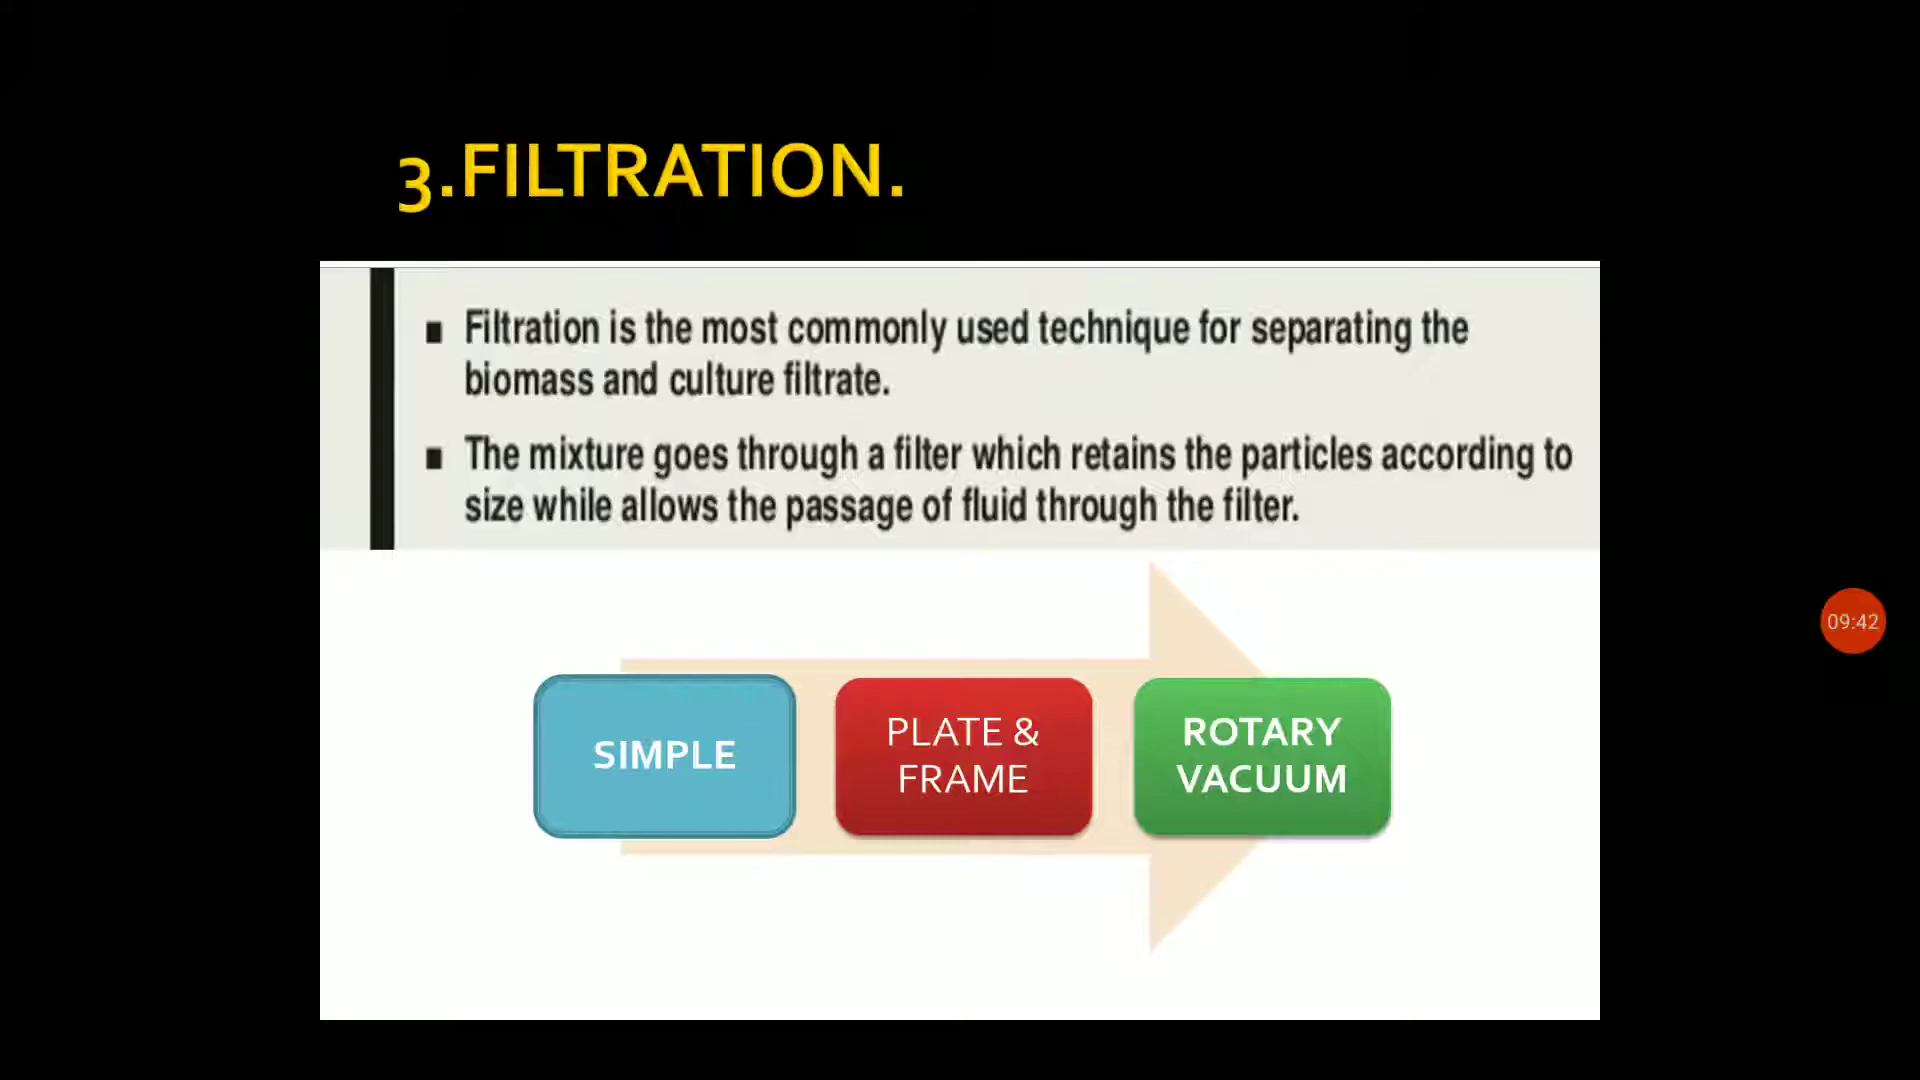 3.FILTRATION.
▪ Filtration is the most commonly used technique for separating the
biomass and culture filtrate.
▪ The mixture goes through a filter which retains the particles according to
size while allows the passage of fluid through the filter.
SIMPLE
PLATE &
FRAME
ROTARY
VACUUM
09:42